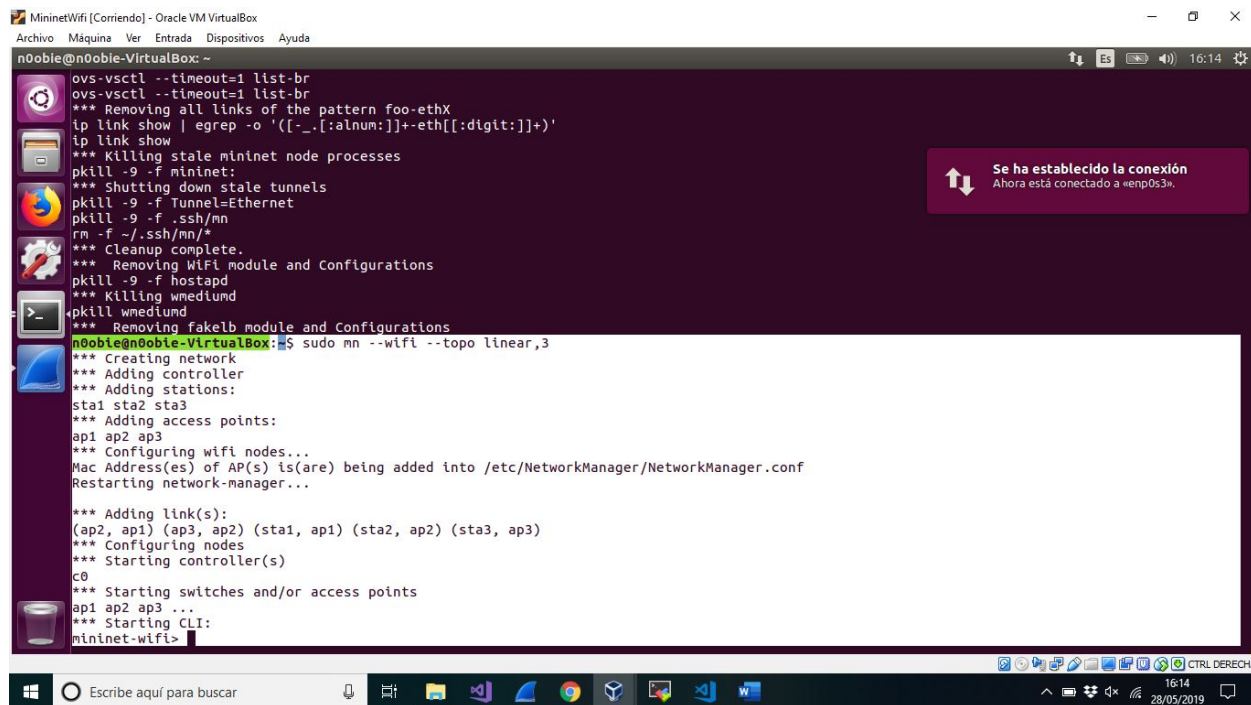 MininetWifi [Corriendo] - Oracle VM VirtualBox
Archivo Máquina Ver Entrada Dispositivos Ayuda
n0obie@n0obie-VirtualBox: ~
Es
16:14
ovs-vsctl --timeout=1 list-br
ovs-vsctl --timeout=1 list-br
*** Removing all links of the pattern foo-ethX
ip link show | egrep -o '([-_.[:alnum:]]+-eth[[:digit:]]+)'
ip link show
*** Killing stale mininet node processes
pkill -9 -f mininet:
*** Shutting down stale tunnels
pkill -9 -f Tunnel=Ethernet
pkill -9 -f .ssh/mn
rm -f ~/.ssh/mn/*
*** Cleanup complete.
***  Removing WiFi module and Configurations
pkill -9 -f hostapd
*** Killing wmediumd
pkill wmediumd
***  Removing fakelb module and Configurations
n0obie@n0obie-VirtualBox:~$ sudo mn --wifi --topo linear,3
*** Creating network
*** Adding controller
*** Adding stations:
sta1 sta2 sta3
*** Adding access points:
ap1 ap2 ap3
*** Configuring wifi nodes...
Mac Address(es) of AP(s) is(are) being added into /etc/NetworkManager/NetworkManager.conf
Restarting network-manager...
*** Adding link(s):
(ap2, ap1) (ap3, ap2) (sta1, ap1) (sta2, ap2) (sta3, ap3)
*** Configuring nodes
*** Starting controller(s)
c0
*** Starting switches and/or access points
ap1 ap2 ap3 ...
*** Starting CLI:
mininet-wifi>
Se ha establecido la conexión
Ahora está conectado a «enp0s3».
CTRL DERECH
Escribe aquí para buscar
16:14
28/05/2019